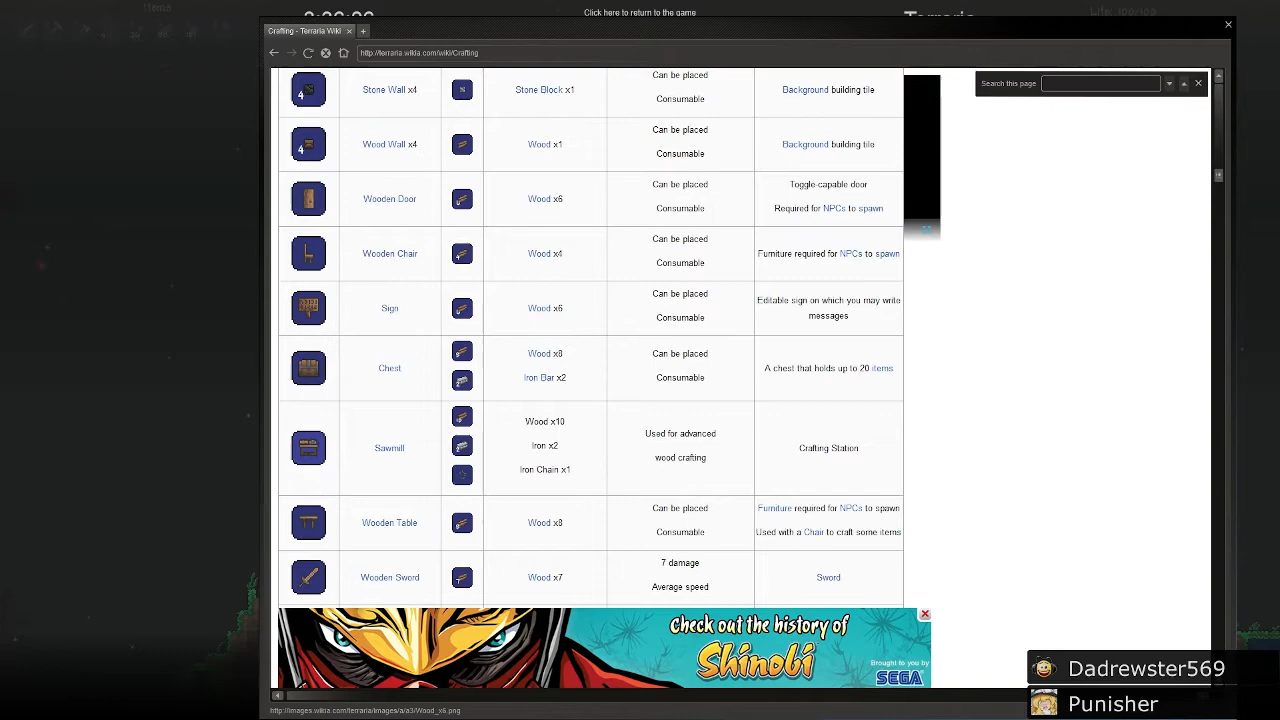 Items
Click here to return to the game
Terraria
Life: 100/100
Crafting - Terraria Wiki
http://terraria.wikia.com/wiki/Crafting
Search this page
4 Stone Wall x4 Stone Block x1 Can be placed Consumable Background building tile
4 Wood Wall x4 Wood x1 Can be placed Consumable Background building tile
Wooden Door Wood x6 Can be placed Consumable Toggle-capable door
Required for NPCs to spawn
Wooden Chair Wood x4 Can be placed Consumable Furniture required for NPCs to spawn
Sign Wood x6 Can be placed Consumable Editable sign on which you may write
messages
Chest Wood x8 Iron Bar x2 Can be placed Consumable A chest that holds up to 20 items.
Sawmill Wood x10 Iron x2 Iron Chain x1 Used for advanced wood crafting Crafting Station
Wooden Table Wood x8 Can be placed Consumable Furniture required for NPCs to spawn
Used with a Chair to craft some items
Wooden Sword Wood x7 7 damage Average speed Sword
Check out the history of
Shinobi
Brought to you by
SEGA
Dadrewster569
Punisher
http://images.wikia.com/terraria/images/a/a3/Wood_x6.png